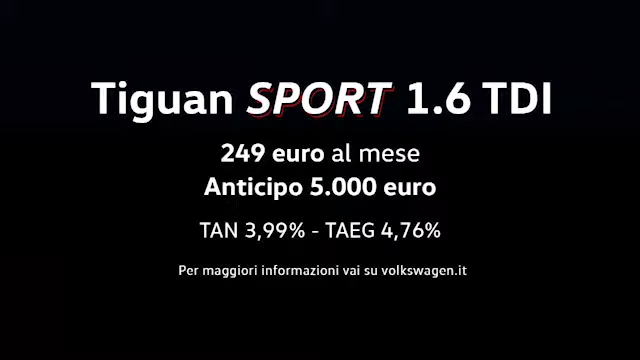 Tiguan SPORT 1.6 TDI
249 euro al mese
Anticipo 5.000 euro
TAN 3,99% - TAEG 4,76%
Per maggiori informazioni vai su volkswagen.it